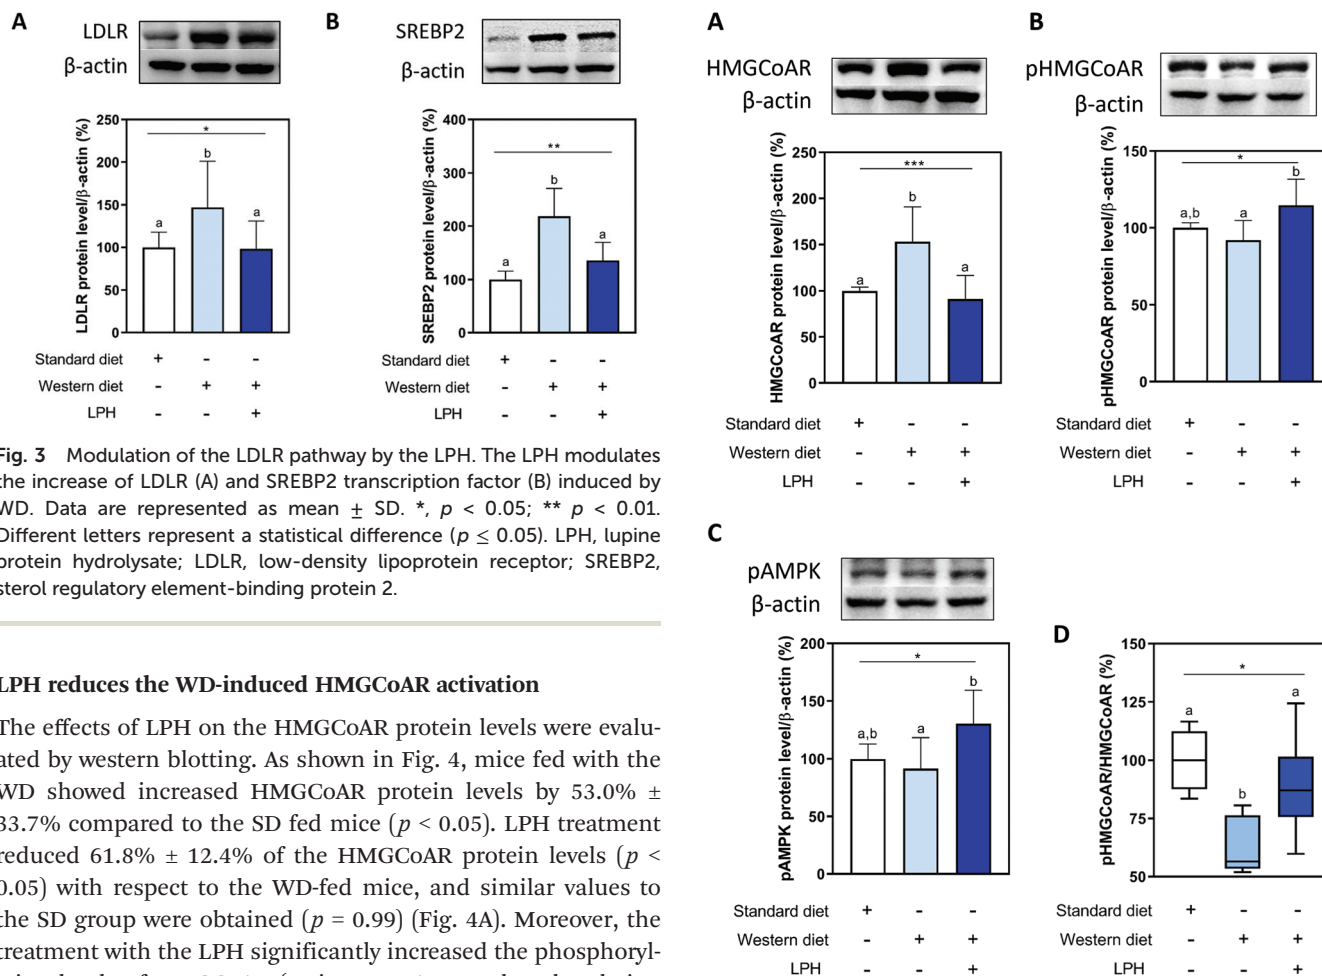 A
LDLR
β-actin
LDLR protein level/β-actin (%)
250
200
150
100
50
0
*
a
b
a
Standard diet + - -
Western diet - + +
LPH - - +
B
SREBP2
β-actin
SREBP2 protein level/β-actin (%)
400
300
200
100
0
**
a
b
a
Standard diet + - -
Western diet - + +
LPH - - +
Fig. 3 Modulation of the LDLR pathway by the LPH. The LPH modulates
the increase of LDLR (A) and SREBP2 transcription factor (B) induced by
WD. Data are represented as mean ± SD. *, p < 0.05; ** p < 0.01.
Different letters represent a statistical difference (p ≤ 0.05). LPH, lupine
protein hydrolysate; LDLR, low-density lipoprotein receptor; SREBP2,
sterol regulatory element-binding protein 2.
LPH reduces the WD-induced HMGCoAR activation
The effects of LPH on the HMGCoAR protein levels were evalu-
ated by western blotting. As shown in Fig. 4, mice fed with the
WD showed increased HMGCoAR protein levels by 53.0% ±
33.7% compared to the SD fed mice (p < 0.05). LPH treatment
reduced 61.8% ± 12.4% of the HMGCoAR protein levels (p <
0.05) with respect to the WD-fed mice, and similar values to
the SD group were obtained (p = 0.99) (Fig. 4A). Moreover, the
treatment with the LPH significantly increased the phosphoryl-
A
HMGCoAR
β-actin
HMGCoAR protein level/β-actin (%)
250
200
150
100
50
0
***
a
b
a
Standard diet + - -
Western diet - + +
LPH - - +
B
pHMGCoAR
β-actin
pHMGCoAR protein level/β-actin (%)
150
100
50
0
*
a,b
a
b
Standard diet + - -
Western diet - + +
LPH - - +
C
pAMPK
β-actin
pAMPK protein level/β-actin (%)
200
150
100
50
0
*
a,b
a
b
Standard diet + - -
Western diet - + +
LPH - - +
D
pHMGCoAR/HMGCoAR (%)
150
125
100
75
50
*
a
b
a
Standard diet + - -
Western diet - + +
LPH - - +